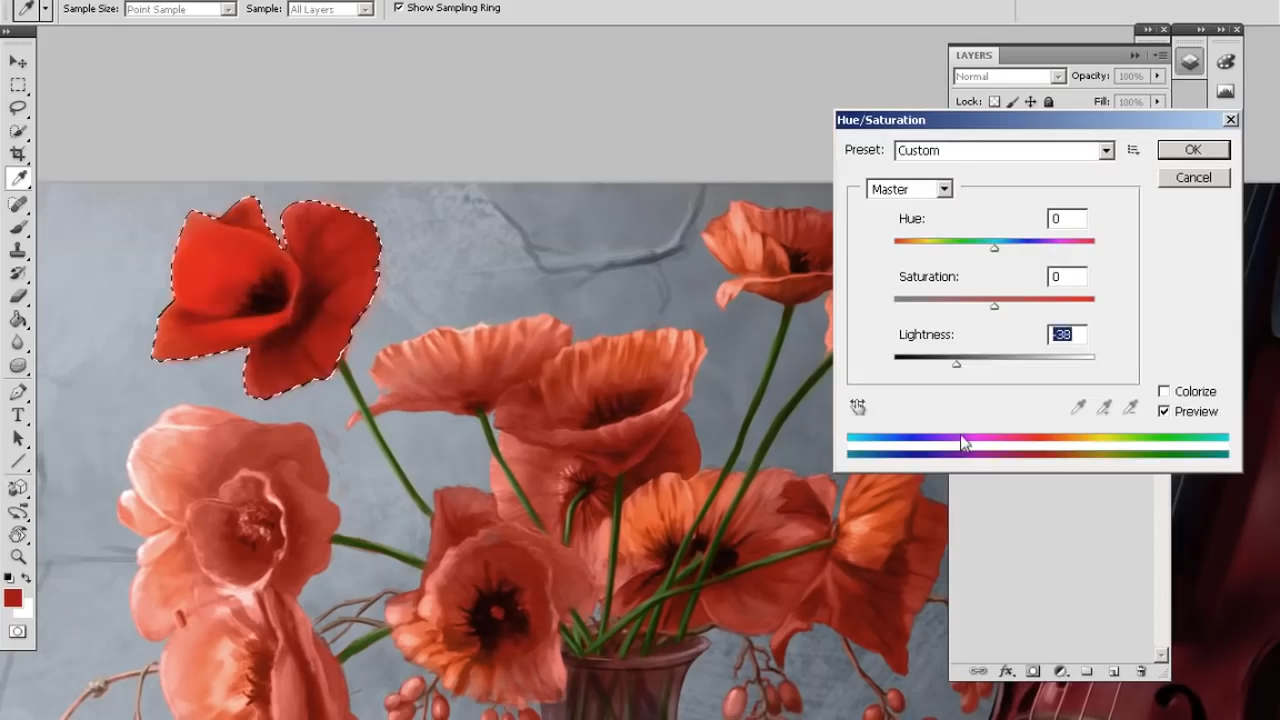 Sample Size: Point Sample Sample: All Layers Show Sampling Ring
LAYERS
Normal Opacity: 100%
Lock: Fill: 100%
Hue/Saturation
Preset: Custom OK
Cancel
Master
Hue: 0
Saturation: 0
Lightness: -38
Colorize
Preview
T
fx